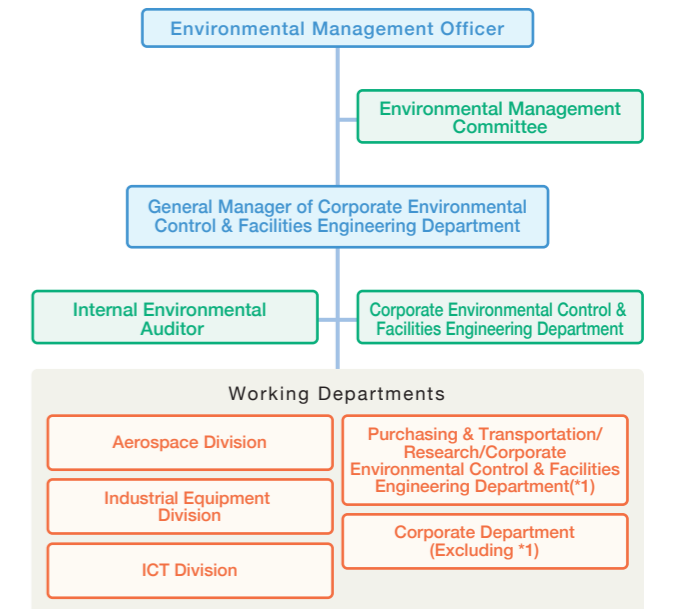 Environmental Management Officer
Environmental Management
Committee
General Manager of Corporate Environmental
Control & Facilities Engineering Department
Internal Environmental
Auditor
Corporate Environmental Control &
Facilities Engineering Department
Working Departments
Aerospace Division
Industrial Equipment
Division
ICT Division
Purchasing & Transportation/
Research/Corporate
Environmental Control & Facilities
Engineering Department(*1)
Corporate Department
(Excluding *1)